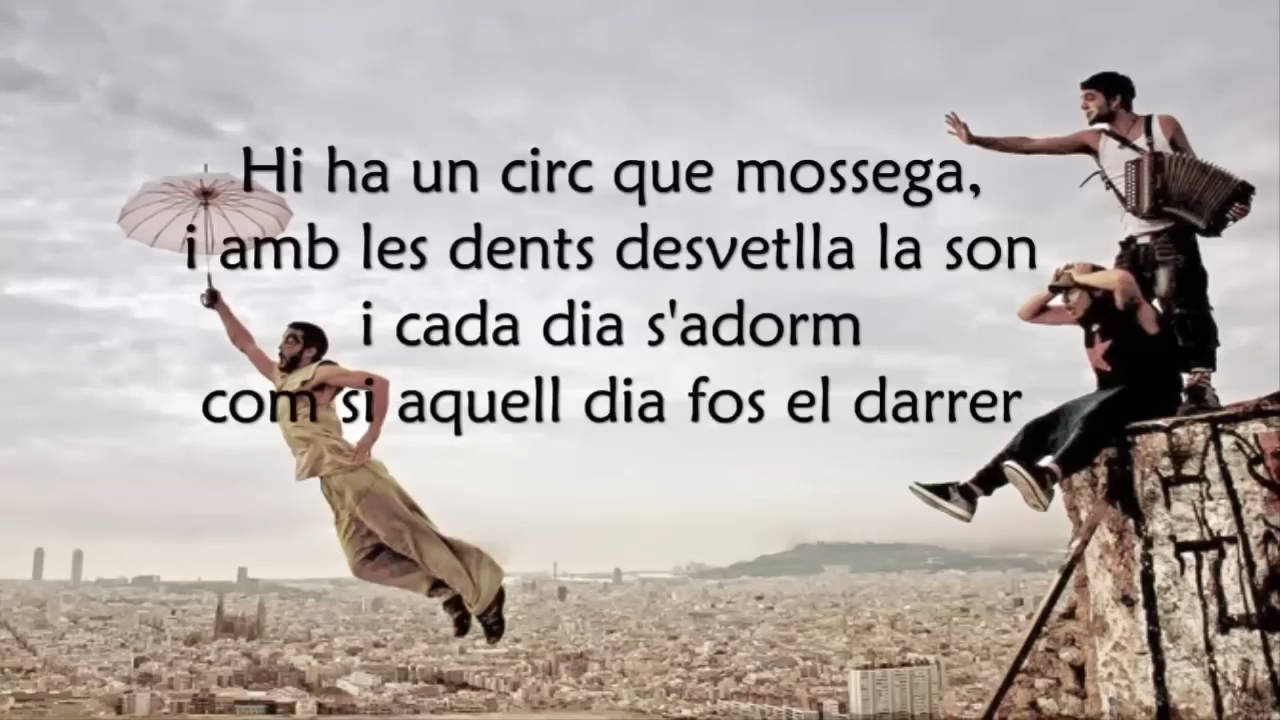 Hi ha un circ que mossega,
i amb les dents desvetlla la son
i cada dia s'adorm
com si aquell dia fos el darrer